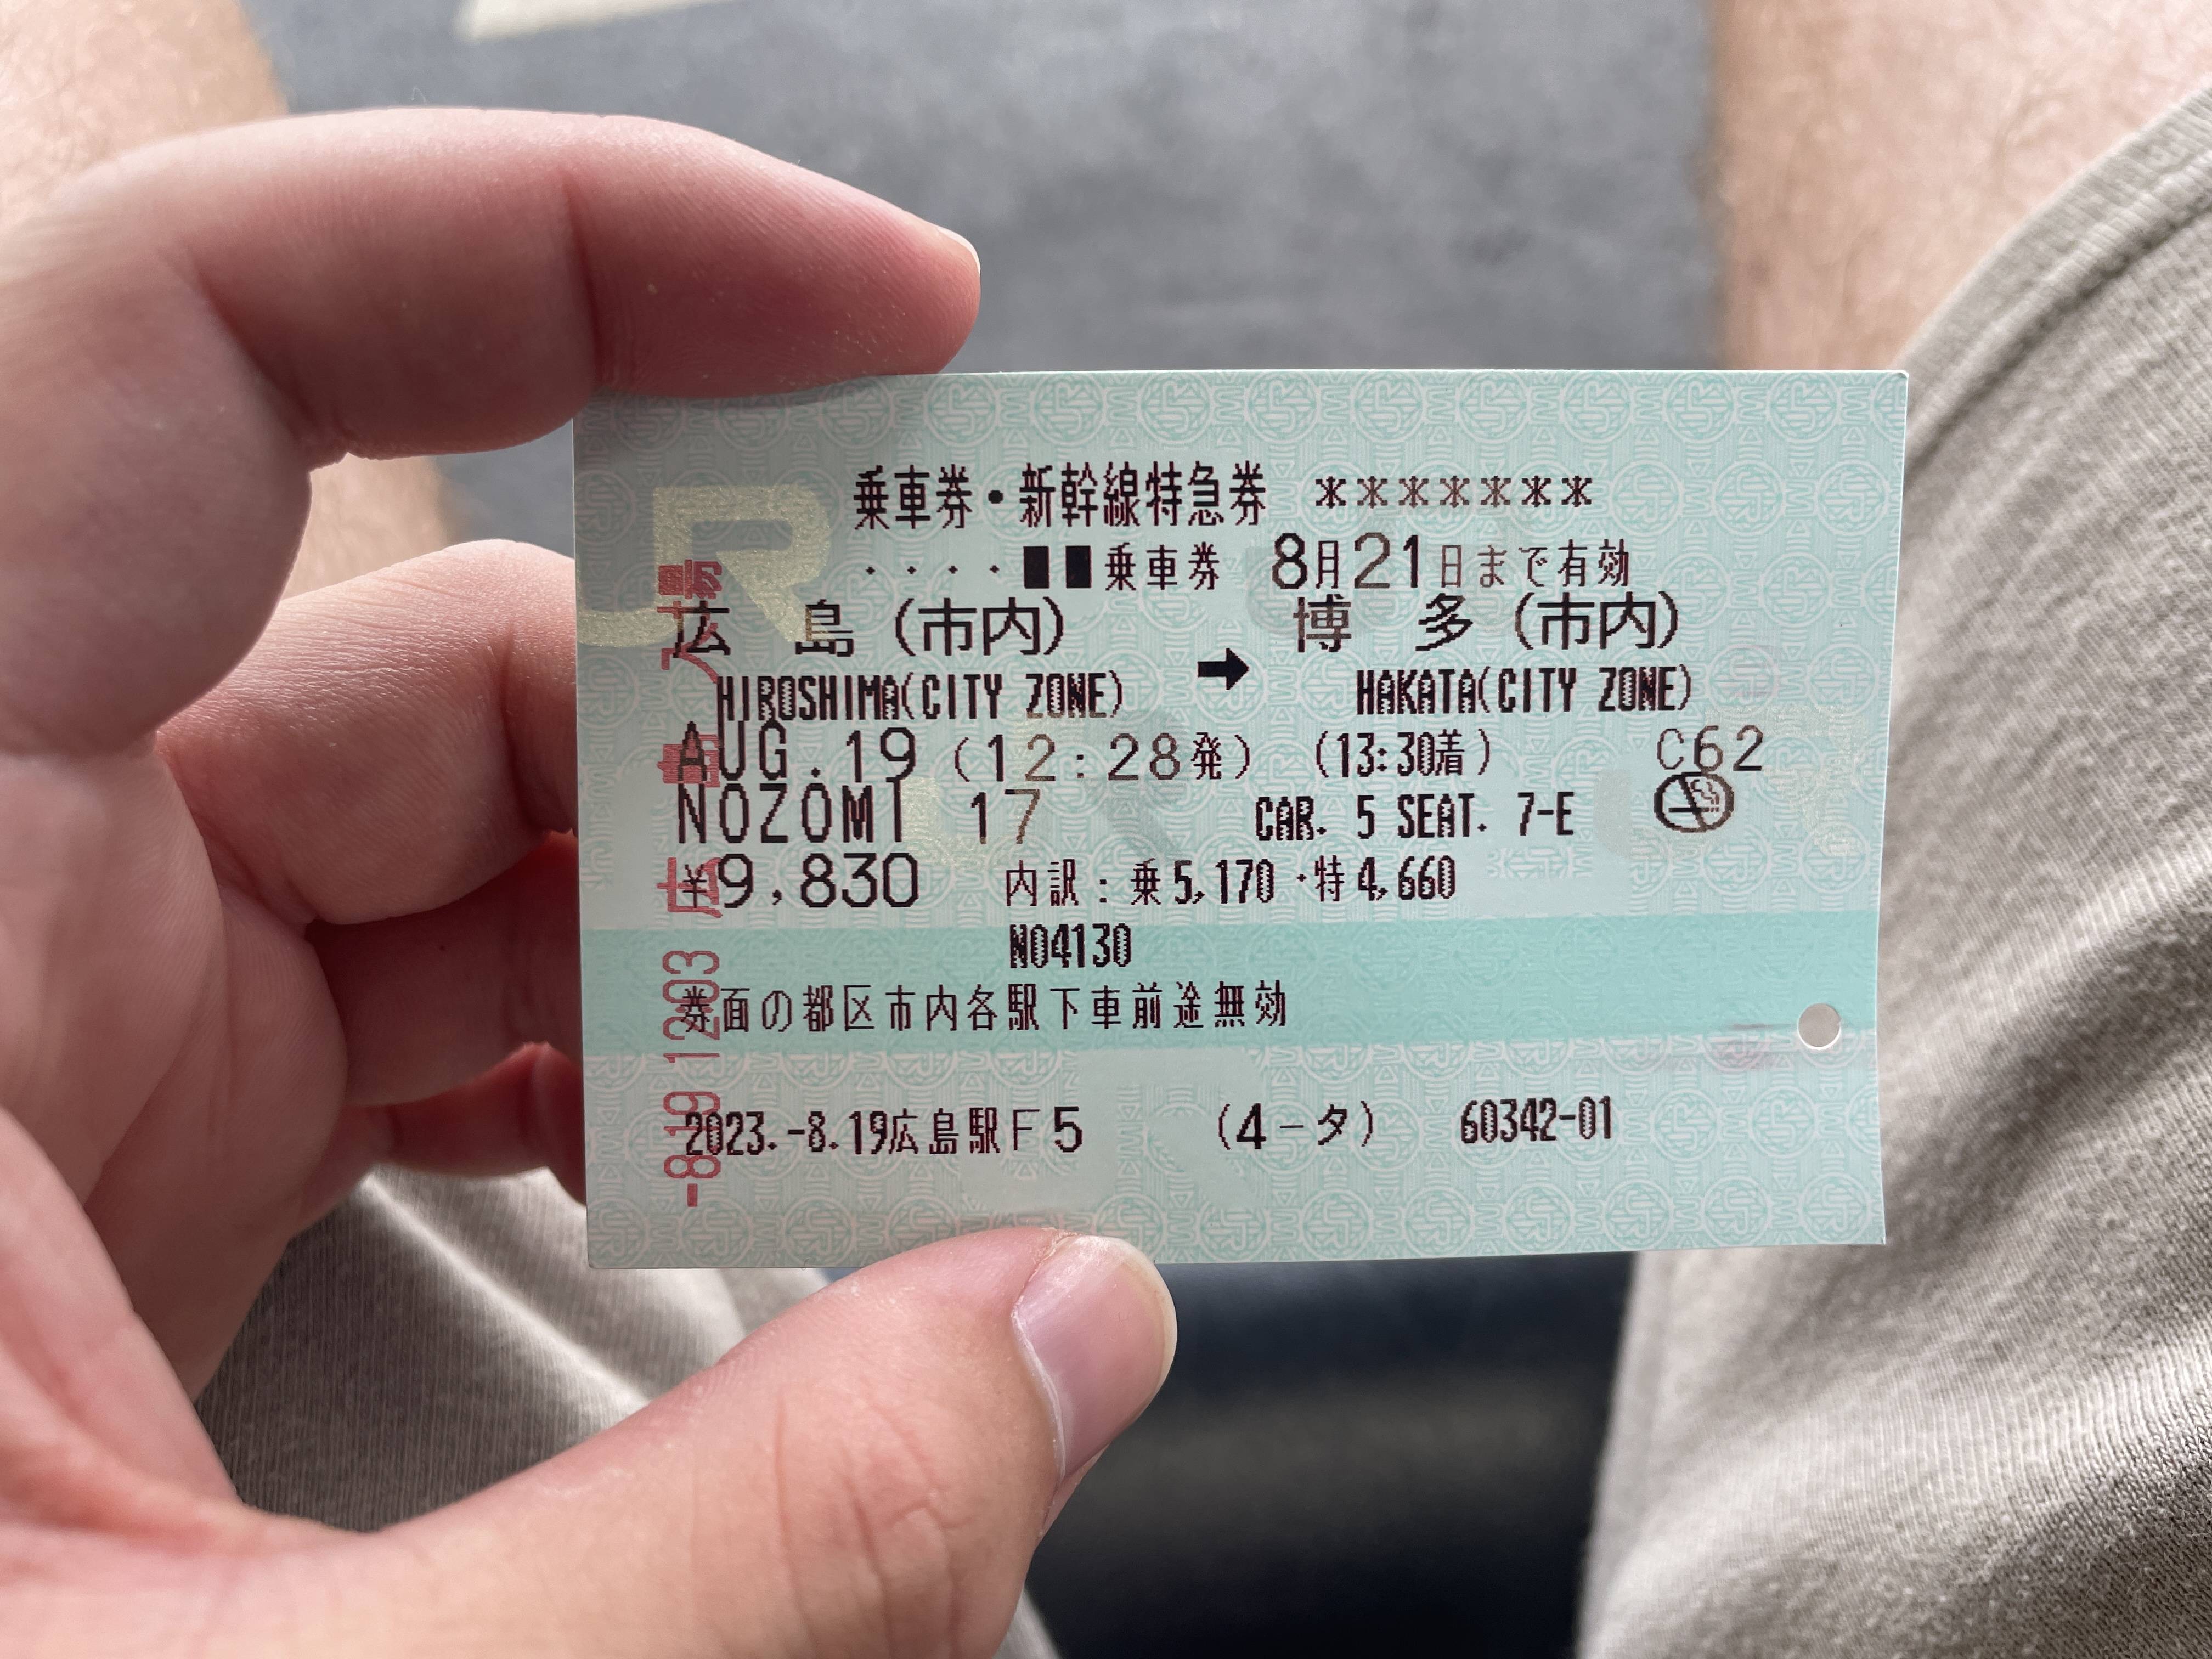 乗車券・新幹線特急券 *******
・・・・■■乗車券 8月21日まで有効
広 島(市内) ➡ 博 多(市内)
HIROSHIMA(CITY ZONE) HAKATA(CITY ZONE)
AUG. 19 (12:28発) (13:30着) C62
NOZOMI 17 CAR. 5 SEAT. 7-E
¥9,830 内訳:乗5,170・特4,660
N04130
券面の都区市内各駅下車前途無効
2023.-8.19広島駅F5 (4-タ) 60342-01
-8.19 12:03 広島 入場
JR